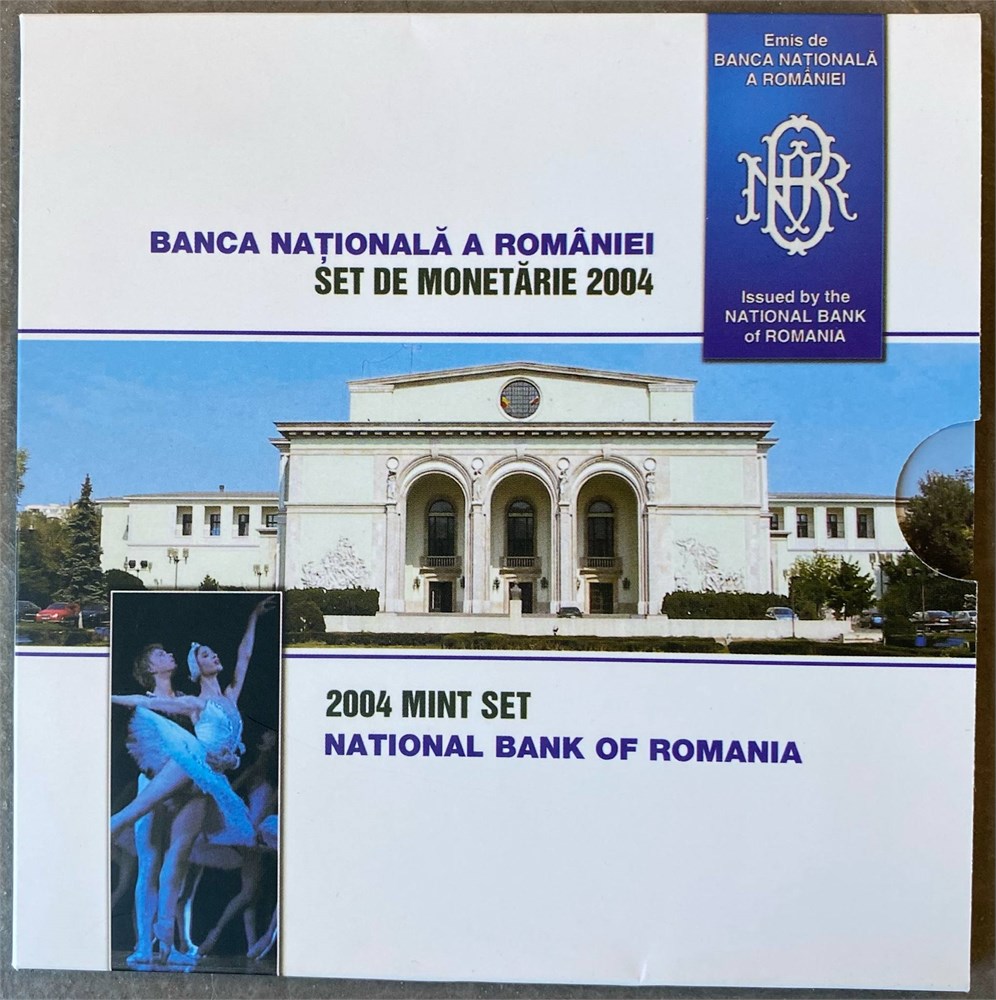 Emis de
BANCA NAȚIONALĂ
A ROMÂNIEI
BNR
Issued by the
NATIONAL BANK
of ROMANIA
BANCA NAȚIONALĂ A ROMÂNIEI
SET DE MONETĂRIE 2004
2004 MINT SET
NATIONAL BANK OF ROMANIA